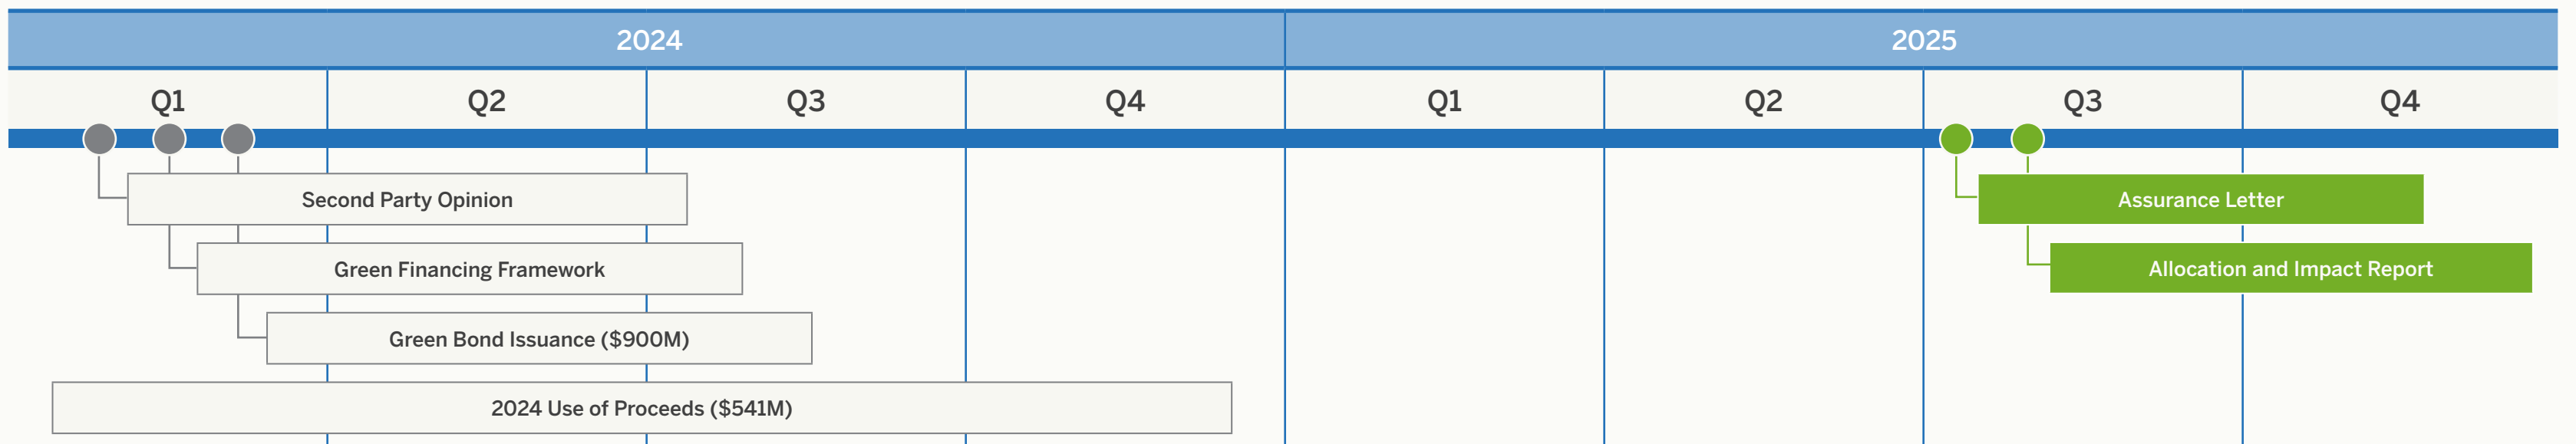 2024
2025
Q1
Q2
Q3
Q4
Q1
Q2
Q3
Q4
Second Party Opinion
Assurance Letter
Green Financing Framework
Allocation and Impact Report
Green Bond Issuance ($900M)
2024 Use of Proceeds ($541M)